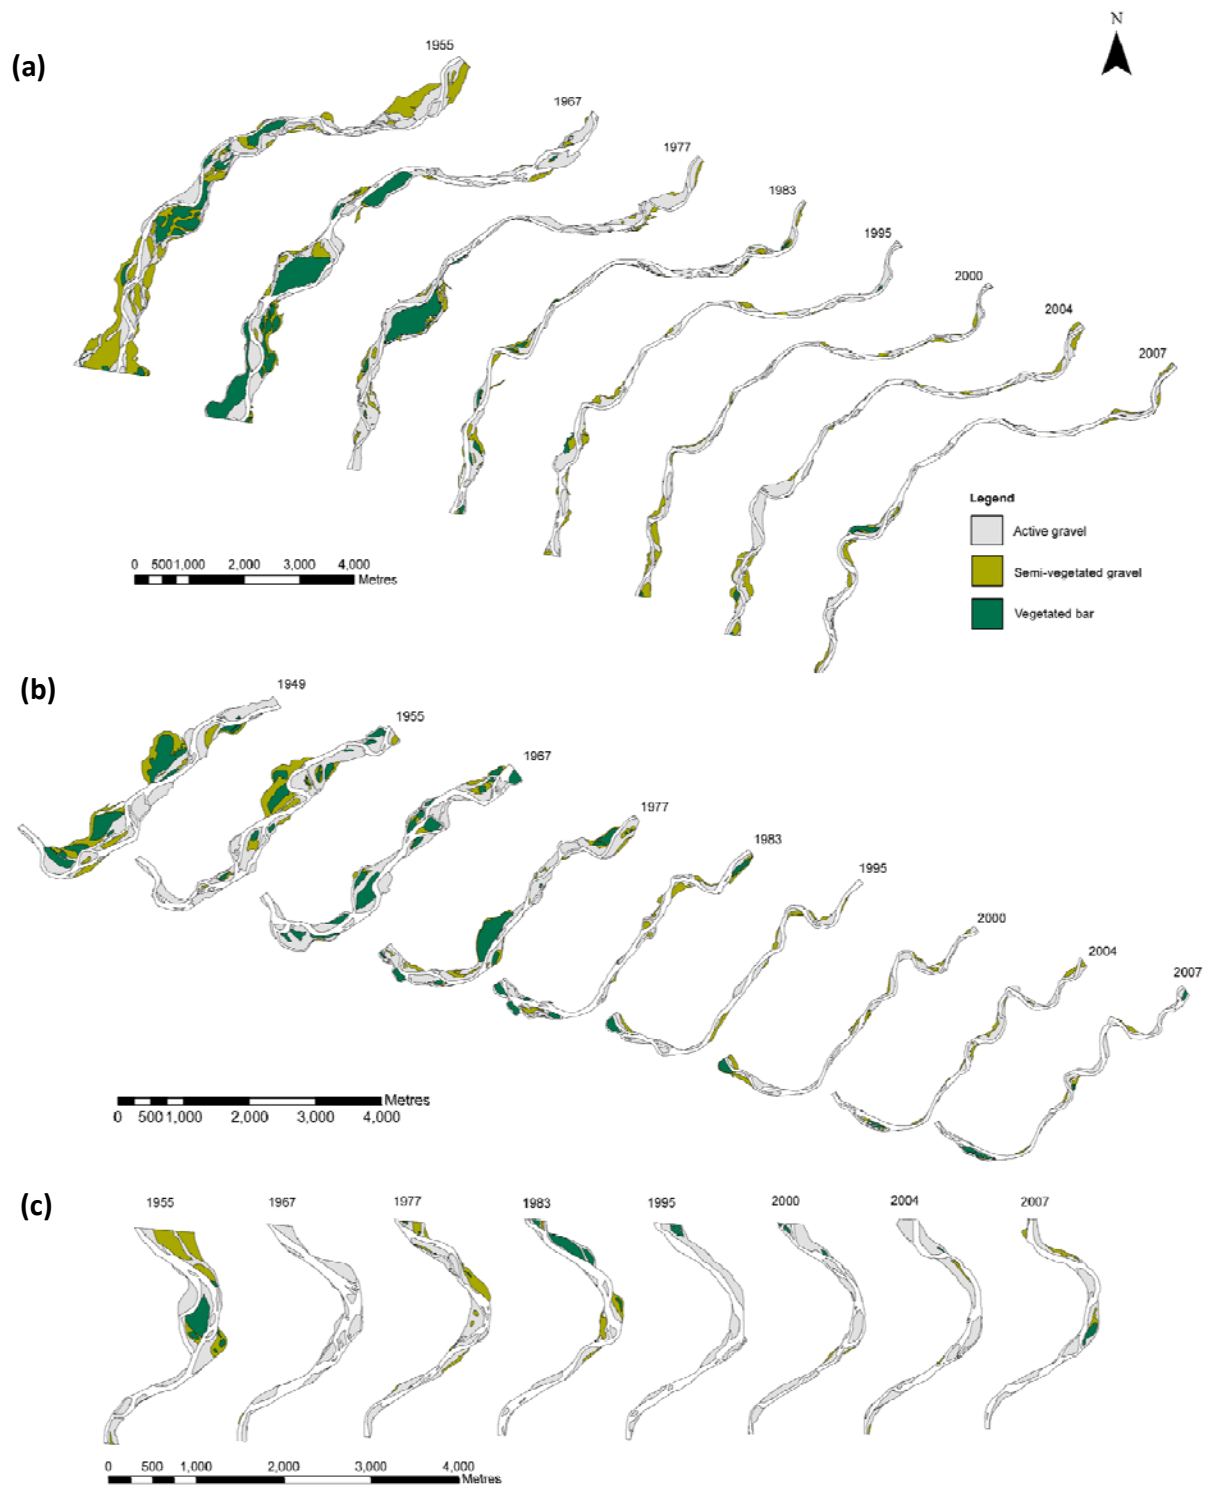 N
(a)
1955
1967
1977
1983
1995
2000
2004
2007
Legend
Active gravel
Semi-vegetated gravel
Vegetated bar
0 500 1,000 2,000 3,000 4,000
Metres
(b)
1949
1955
1967
1977
1983
1995
2000
2004
2007
Metres
0 500 1,000 2,000 3,000 4,000
(c)
1955 1967 1977 1983 1995 2000 2004 2007
0 500 1,000 2,000 3,000 4,000
Metres